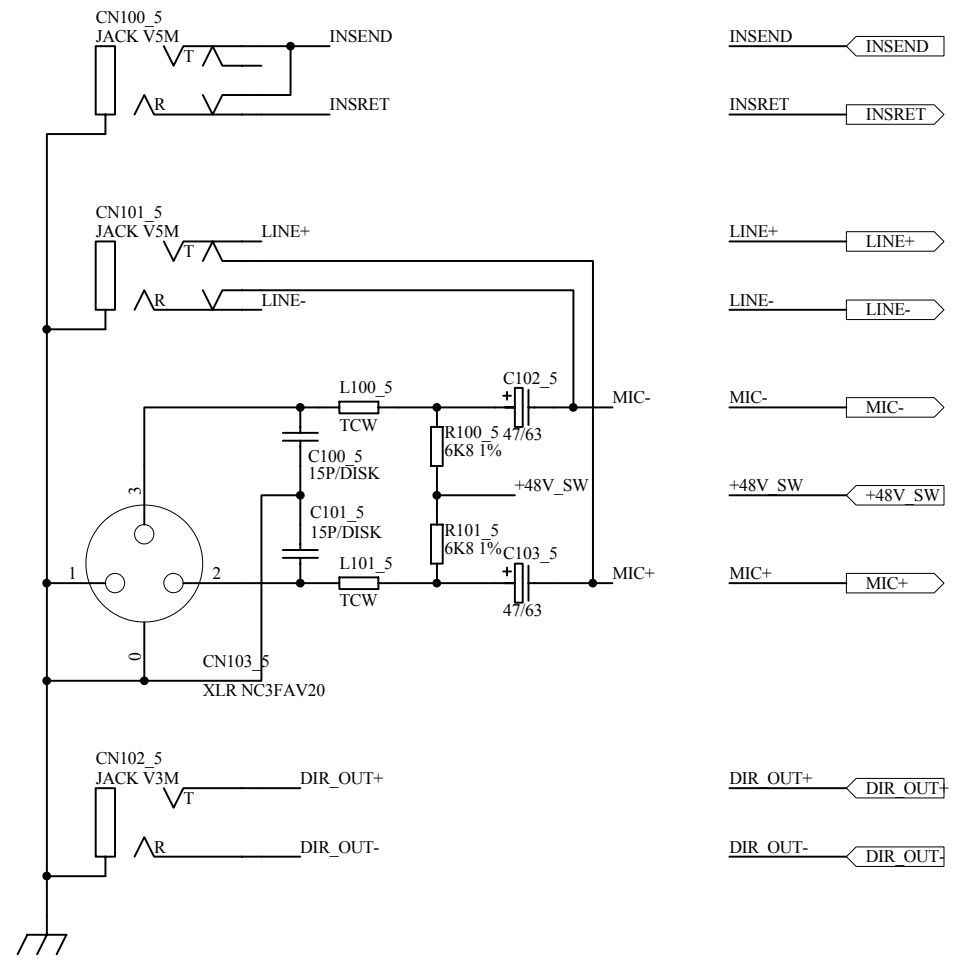 CN100_5
JACK V5M
T
INSEND
R
INSRET
INSEND
INSEND
INSRET
INSRET
CN101_5
JACK V5M
T
LINE+
R
LINE-
LINE+
LINE+
LINE-
LINE-
L100_5
TCW
C102_5
+
47/63
MIC-
MIC-
MIC-
R100_5
6K8 1%
C100_5
15P/DISK
+48V_SW
+48V_SW
+48V_SW
3
C101_5
15P/DISK
R101_5
6K8 1%
C103_5
+
47/63
L101_5
TCW
1
2
MIC+
MIC+
MIC+
0
CN103_5
XLR NC3FAV20
CN102_5
JACK V3M
T
DIR_OUT+
R
DIR_OUT-
DIR_OUT+
DIR_OUT+
DIR_OUT-
DIR_OUT-